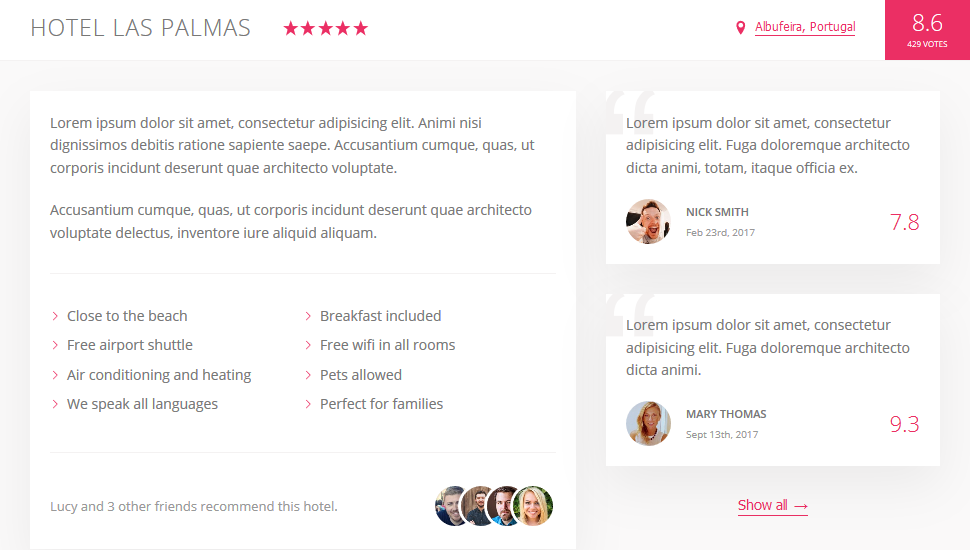 HOTEL LAS PALMAS
Albufeira, Portugal
8.6
429 VOTES
Lorem ipsum dolor sit amet, consectetur adipisicing elit. Animi nisi
dignissimos debitis ratione sapiente saepe. Accusantium cumque, quas, ut
corporis incidunt deserunt quae architecto voluptate.
Accusantium cumque, quas, ut corporis incidunt deserunt quae architecto
voluptate delectus, inventore iure aliquid aliquam.
Close to the beach
Free airport shuttle
Air conditioning and heating
We speak all languages
Breakfast included
Free wifi in all rooms
Pets allowed
Perfect for families
Lucy and 3 other friends recommend this hotel.
“
Lorem ipsum dolor sit amet, consectetur
adipisicing elit. Fuga doloremque architecto
dicta animi, totam, itaque officia ex.
NICK SMITH
Feb 23rd, 2017
7.8
“
Lorem ipsum dolor sit amet, consectetur
adipisicing elit. Fuga doloremque architecto
dicta animi.
MARY THOMAS
Sept 13th, 2017
9.3
Show all →